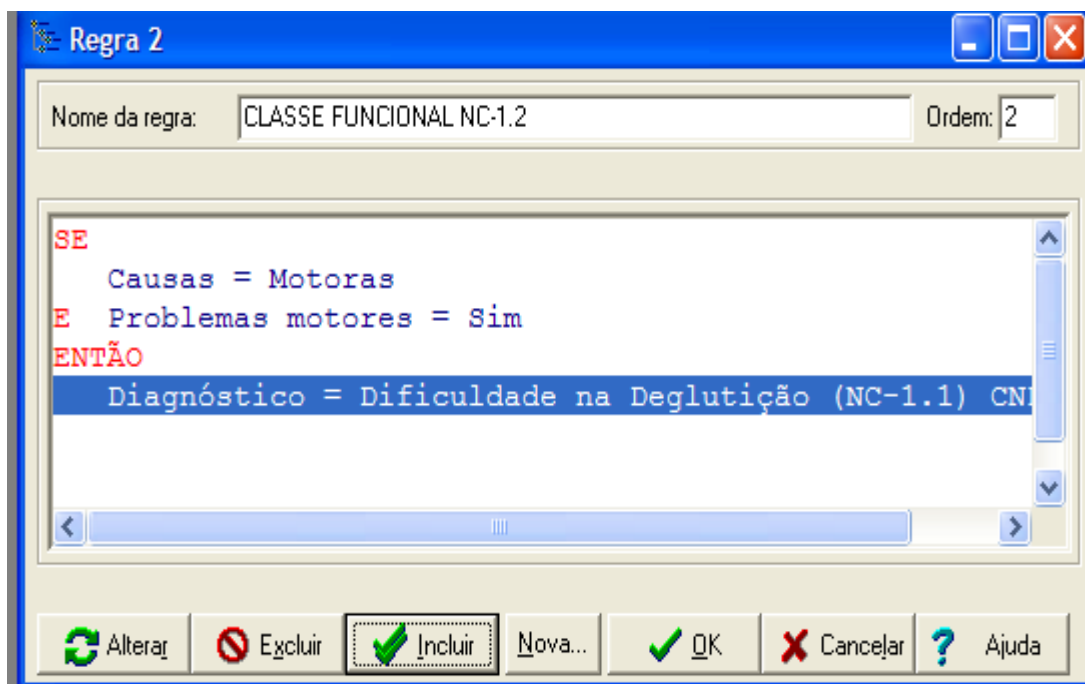 Regra 2
Nome da regra: CLASSE FUNCIONAL NC-1.2 Ordem: 2
SE
Causas = Motoras
E Problemas motores = Sim
ENTÃO
Diagnóstico = Dificuldade na Deglutição (NC-1.1)
Alterar Excluir Incluir Nova... OK Cancelar ? Ajuda